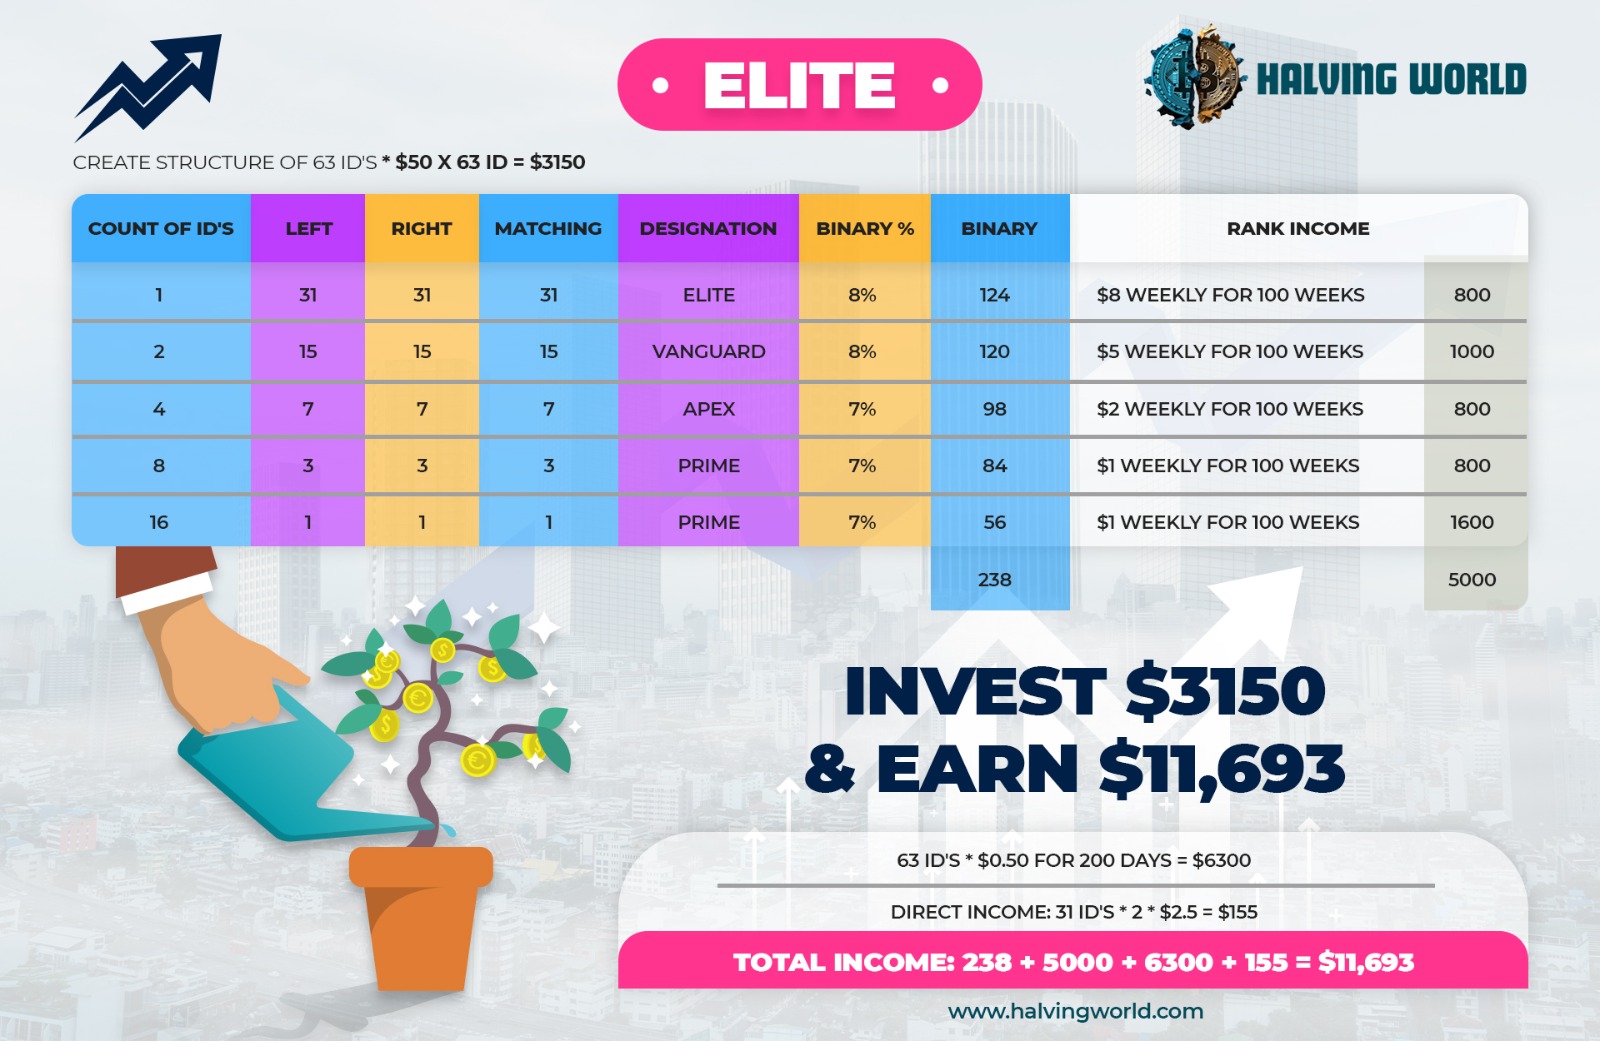 ELITE
HALVING WORLD
CREATE STRUCTURE OF 63 ID'S * $50 X 63 ID = $3150
COUNT OF ID'S LEFT RIGHT MATCHING DESIGNATION BINARY % BINARY RANK INCOME
1 31 31 31 ELITE 8% 124 $8 WEEKLY FOR 100 WEEKS 800
2 15 15 15 VANGUARD 8% 120 $5 WEEKLY FOR 100 WEEKS 1000
4 7 7 7 APEX 7% 98 $2 WEEKLY FOR 100 WEEKS 800
8 3 3 3 PRIME 7% 84 $1 WEEKLY FOR 100 WEEKS 800
16 1 1 1 PRIME 7% 56 $1 WEEKLY FOR 100 WEEKS 1600
238 5000
INVEST $3150
& EARN $11,693
63 ID'S * $0.50 FOR 200 DAYS = $6300
DIRECT INCOME: 31 ID'S * 2 * $2.5 = $155
TOTAL INCOME: 238 + 5000 + 6300 + 155 = $11,693
www.halvingworld.com